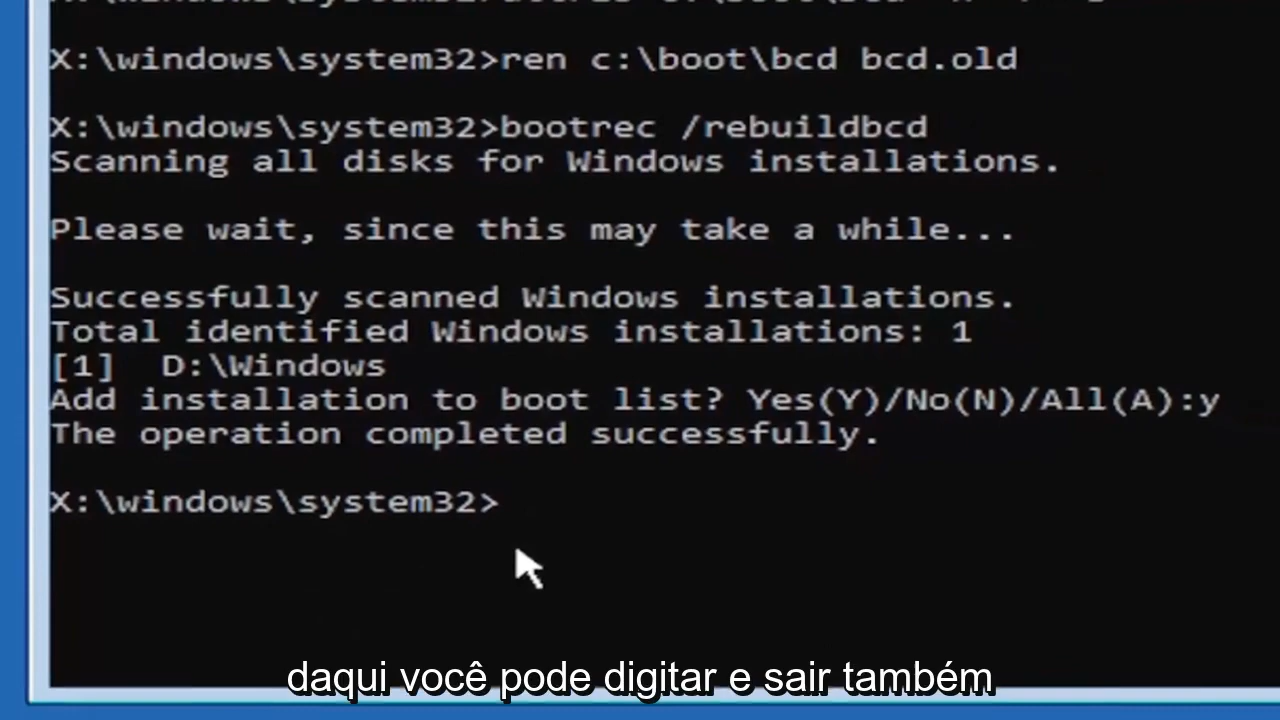 X:\windows\system32>ren c:\boot\bcd bcd.old
X:\windows\system32>bootrec /rebuildbcd
Scanning all disks for Windows installations.
Please wait, since this may take a while...
Successfully scanned Windows installations.
Total identified Windows installations: 1
[1]  D:\Windows
Add installation to boot list? Yes(Y)/No(N)/All(A):y
The operation completed successfully.
X:\windows\system32>
daqui você pode digitar e sair também